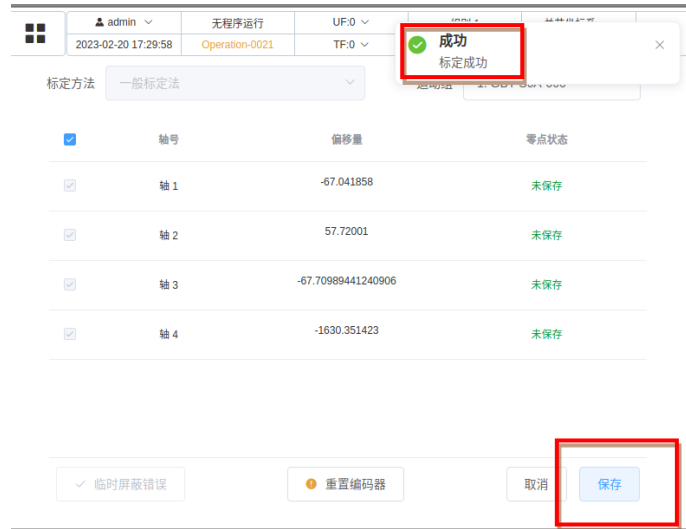 admin 无程序运行 UF:0
2023-02-20 17:29:58 Operation-0021 TF:0
成功
标定成功
标定方法 一般标定法
轴号 偏移量 零点状态
轴 1 -67.041858 未保存
轴 2 57.72001 未保存
轴 3 -67.70989441240906 未保存
轴 4 -1630.351423 未保存
临时屏蔽错误 重置编码器 取消 保存